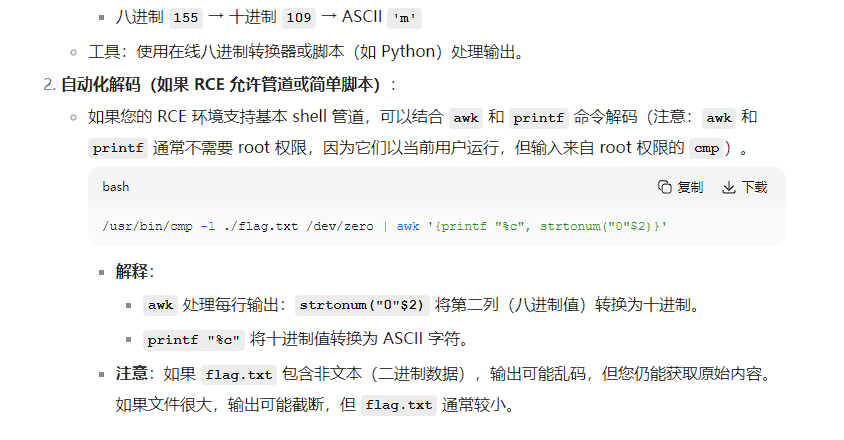 八进制 155 → 十进制 109 → ASCII 'm'
工具：使用在线八进制转换器或脚本（如 Python）处理输出。
2. 自动化解码（如果 RCE 允许管道或简单脚本）：
如果您的 RCE 环境支持基本 shell 管道，可以结合 awk 和 printf 命令解码（注意：awk 和
printf 通常不需要 root 权限，因为它们以当前用户运行，但输入来自 root 权限的 cmp）。
bash 复制 下载
/usr/bin/cmp -l ./flag.txt /dev/zero | awk '{printf "%c", strtonum("0"$2)}'
解释：
awk 处理每行输出：strtonum("0"$2) 将第二列（八进制值）转换为十进制。
printf "%c" 将十进制值转换为 ASCII 字符。
注意：如果 flag.txt 包含非文本（二进制数据），输出可能乱码，但您仍能获取原始内容。
如果文件很大，输出可能截断，但 flag.txt 通常较小。